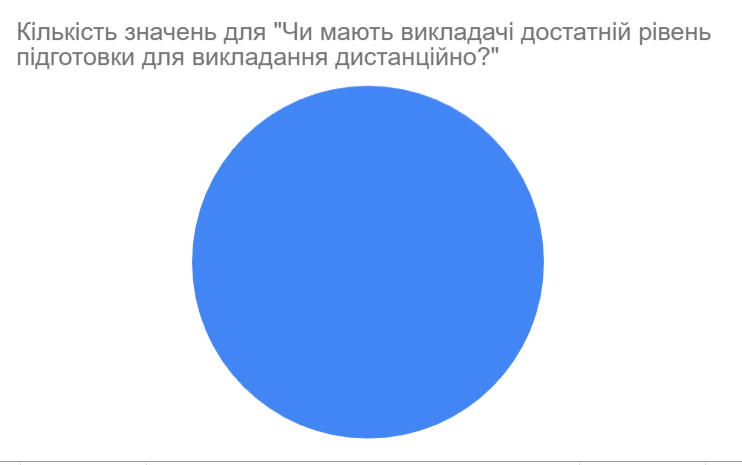 Кількість значень для "Чи мають викладачі достатній рівень
підготовки для викладання дистанційно?"